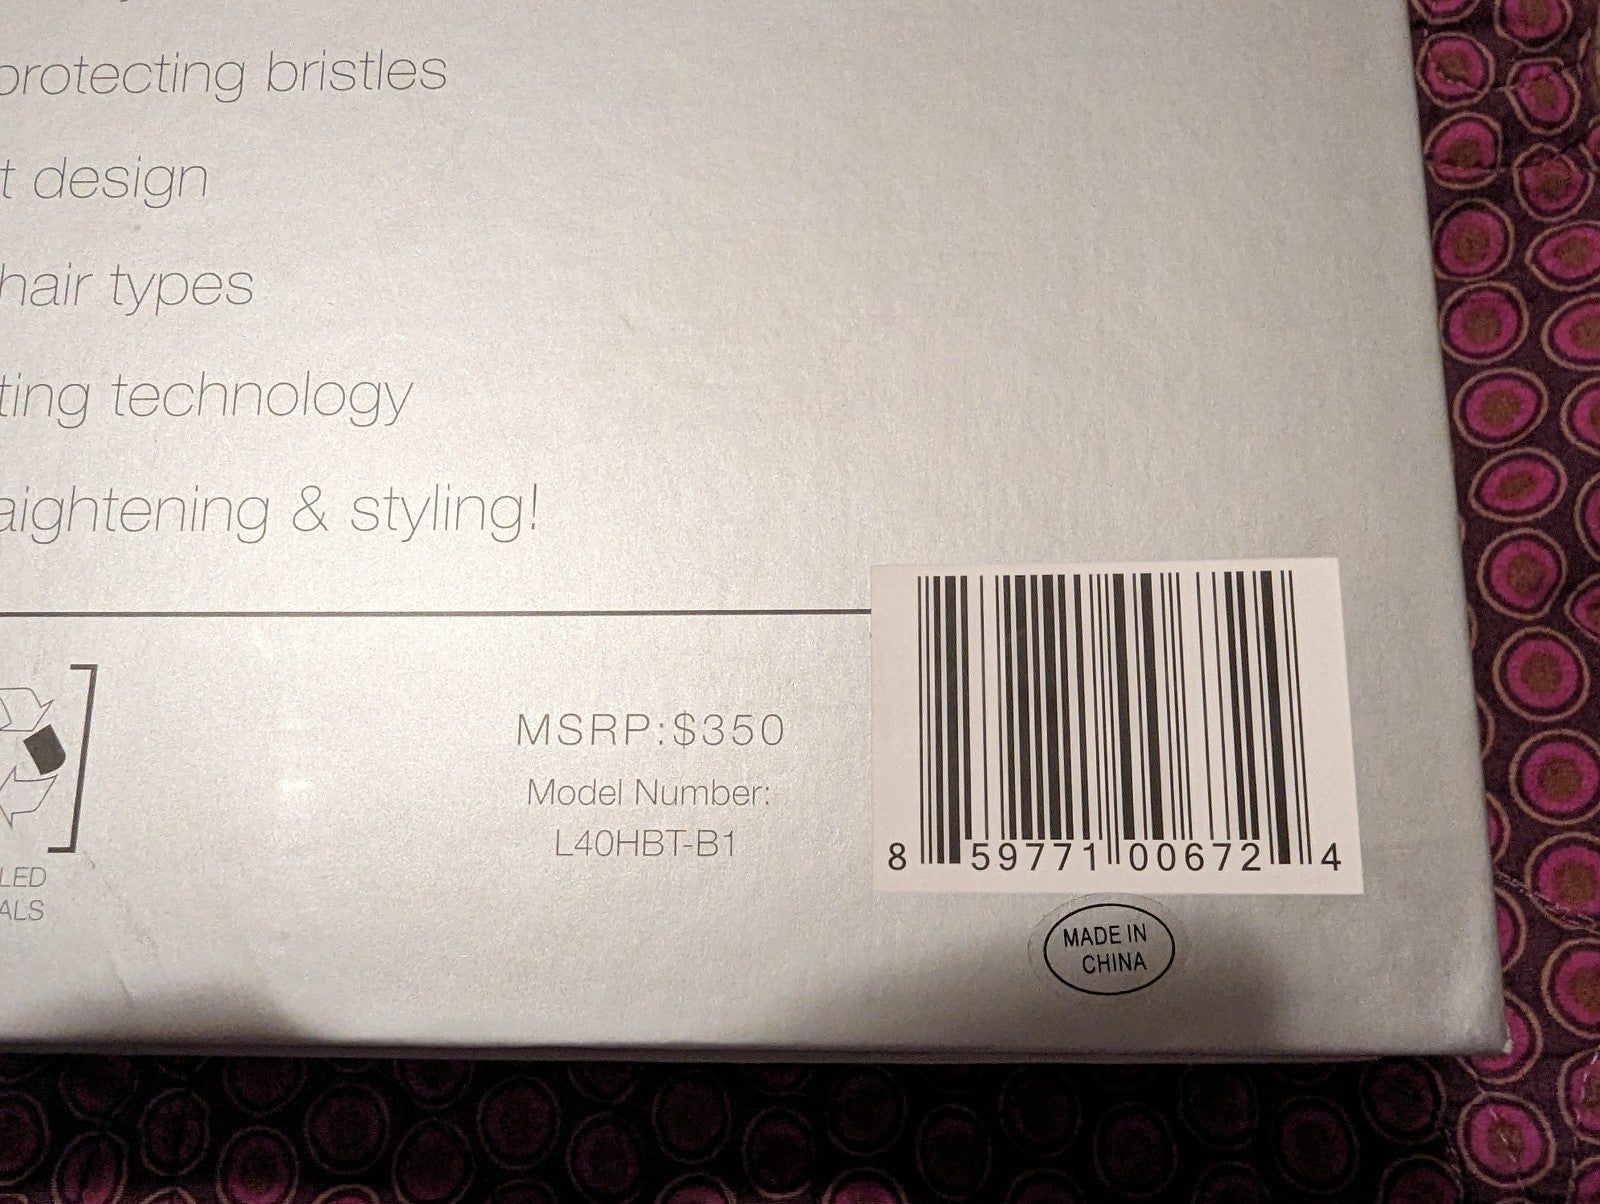 protecting bristles
t design
hair types
ting technology
aightening & styling!
MSRP:$350
Model Number:
L40HBT-B1
8 59771 00672 4
LED
ALS
MADE IN
CHINA